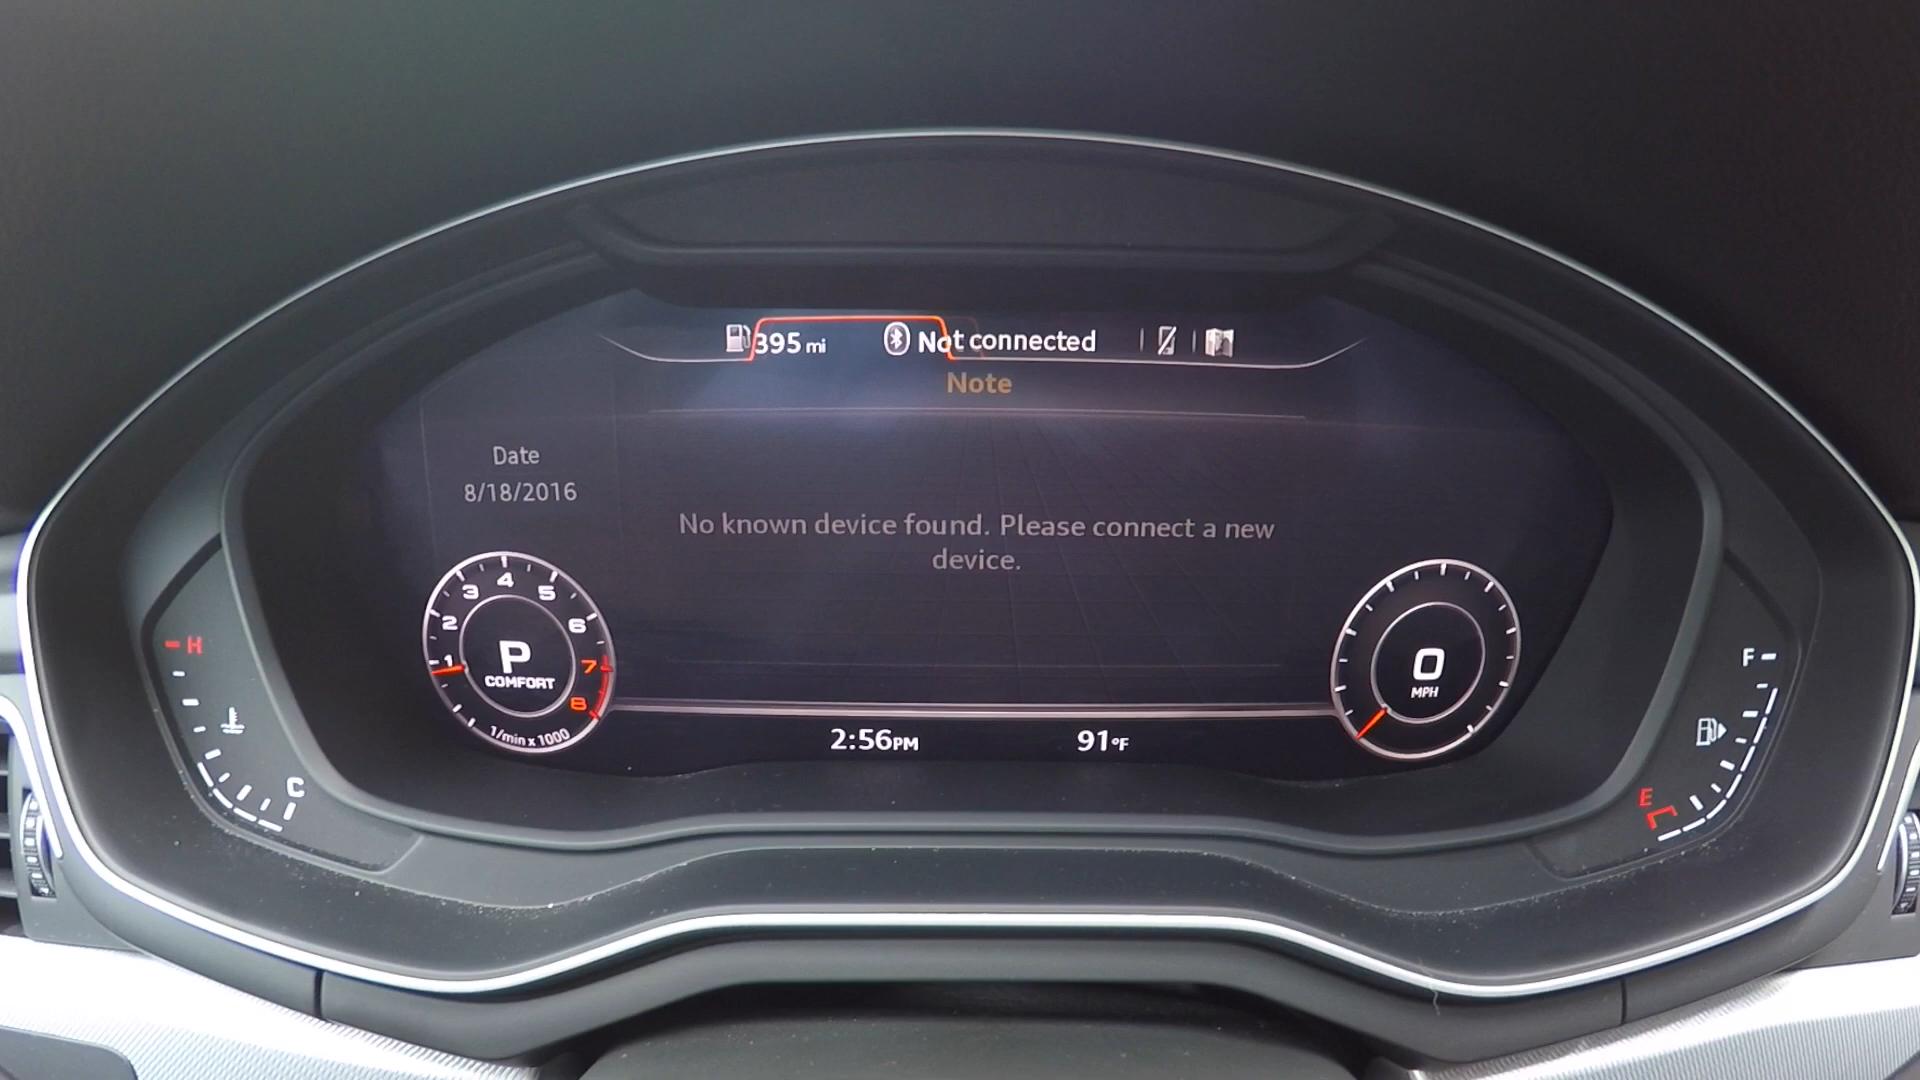 395 mi
Not connected
Note
Date
8/18/2016
No known device found. Please connect a new
device.
1
2
3
4
5
6
7
8
P
COMFORT
1/min x 1000
0
MPH
H
C
F
E
2:56PM
91°F